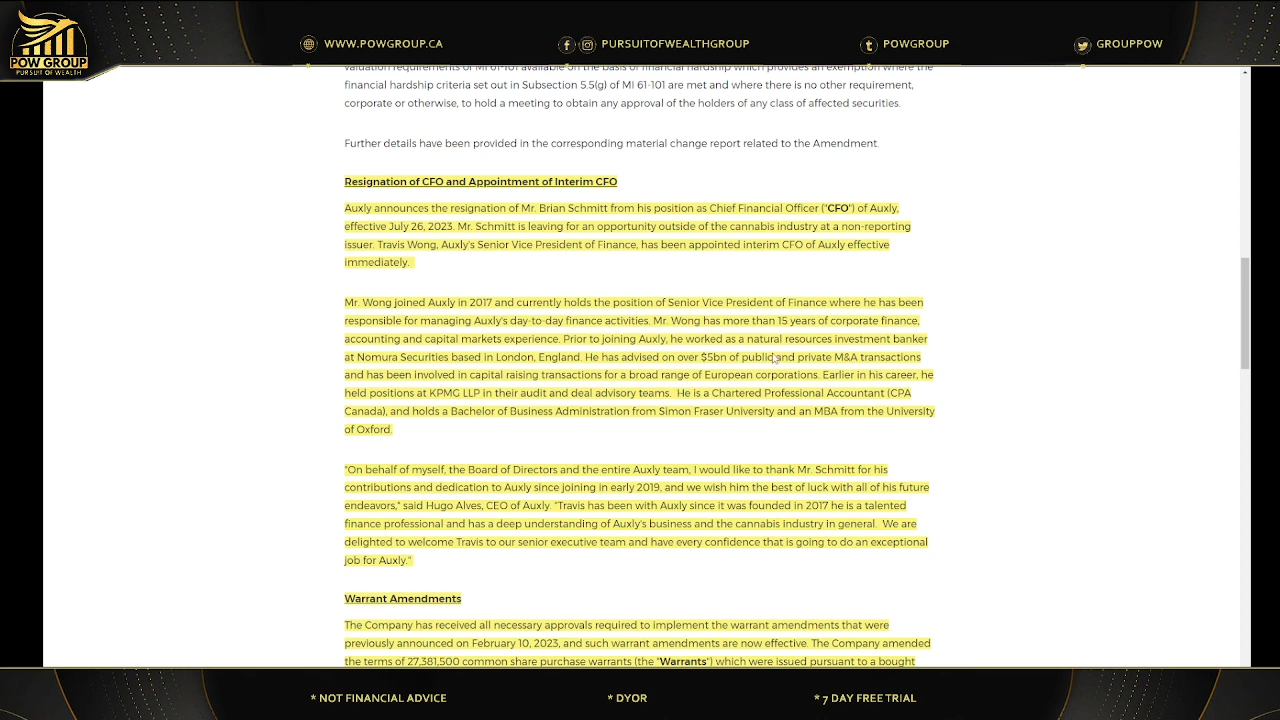 POW GROUP
PURSUIT OF WEALTH
WWW.POWGROUP.CA
PURSUITOFWEALTHGROUP
POWGROUP
GROUPPOW
valuation requirements of MI 61-101 available on the basis of financial hardship which provides an exemption where the
financial hardship criteria set out in Subsection 5.5(g) of MI 61-101 are met and where there is no other requirement,
corporate or otherwise, to hold a meeting to obtain any approval of the holders of any class of affected securities.
Further details have been provided in the corresponding material change report related to the Amendment.
Resignation of CFO and Appointment of Interim CFO
Auxly announces the resignation of Mr. Brian Schmitt from his position as Chief Financial Officer ("CFO") of Auxly,
effective July 26, 2023. Mr. Schmitt is leaving for an opportunity outside of the cannabis industry at a non-reporting
issuer. Travis Wong, Auxly's Senior Vice President of Finance, has been appointed interim CFO of Auxly effective
immediately.
Mr. Wong joined Auxly in 2017 and currently holds the position of Senior Vice President of Finance where he has been
responsible for managing Auxly's day-to-day finance activities. Mr. Wong has more than 15 years of corporate finance,
accounting and capital markets experience. Prior to joining Auxly, he worked as a natural resources investment banker
at Nomura Securities based in London, England. He has advised on over $5bn of public and private M&A transactions
and has been involved in capital raising transactions for a broad range of European corporations. Earlier in his career, he
held positions at KPMG LLP in their audit and deal advisory teams. He is a Chartered Professional Accountant (CPA
Canada), and holds a Bachelor of Business Administration from Simon Fraser University and an MBA from the University
of Oxford.
"On behalf of myself, the Board of Directors and the entire Auxly team, I would like to thank Mr. Schmitt for his
contributions and dedication to Auxly since joining in early 2019, and we wish him the best of luck with all of his future
endeavors," said Hugo Alves, CEO of Auxly. "Travis has been with Auxly since it was founded in 2017 he is a talented
finance professional and has a deep understanding of Auxly's business and the cannabis industry in general. We are
delighted to welcome Travis to our senior executive team and have every confidence that is going to do an exceptional
job for Auxly."
Warrant Amendments
The Company has received all necessary approvals required to implement the warrant amendments that were
previously announced on February 10, 2023, and such warrant amendments are now effective. The Company amended
the terms of 27,381,500 common share purchase warrants (the "Warrants") which were issued pursuant to a bought
* NOT FINANCIAL ADVICE
* DYOR
* 7 DAY FREE TRIAL